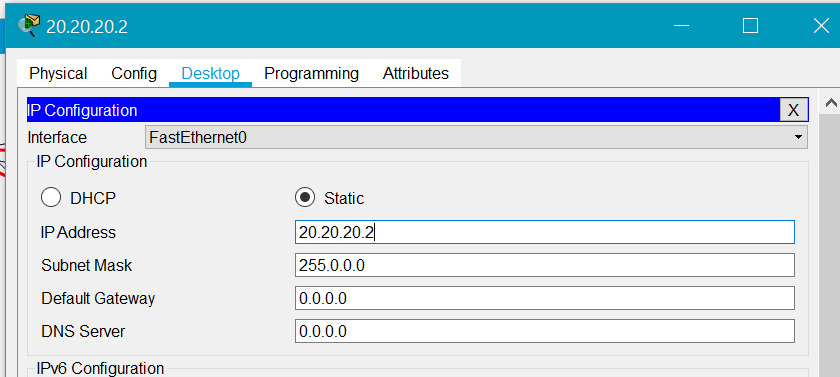 20.20.20.2
Physical Config Desktop Programming Attributes
IP Configuration X
Interface FastEthernet0
IP Configuration
DHCP Static
IP Address 20.20.20.2
Subnet Mask 255.0.0.0
Default Gateway 0.0.0.0
DNS Server 0.0.0.0
IPv6 Configuration